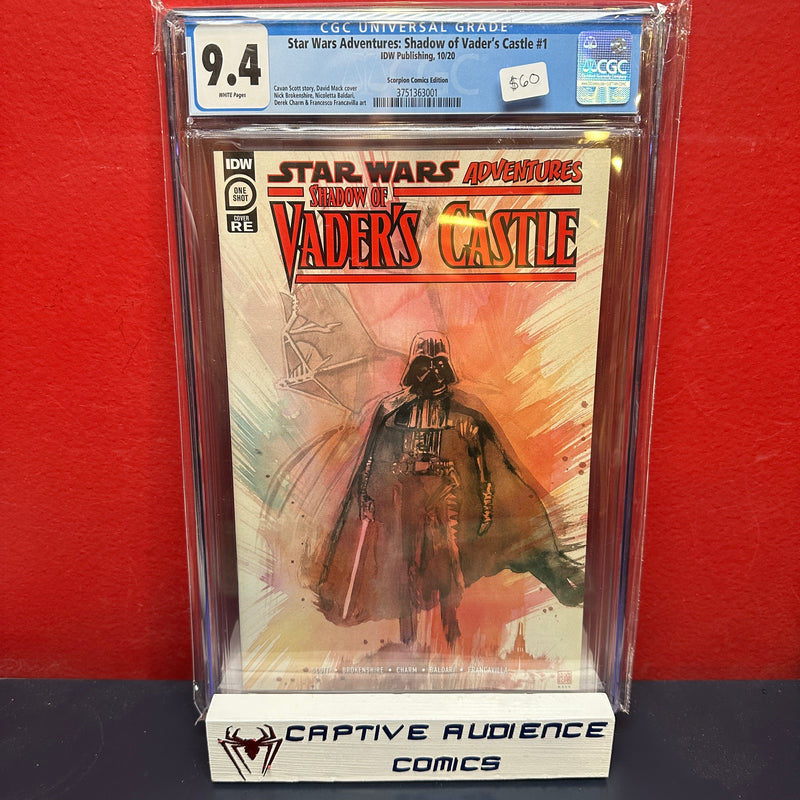 CGC UNIVERSAL GRADE
9.4
WHITE Pages
Star Wars Adventures: Shadow of Vader's Castle #1
IDW Publishing, 10/20
Scorpion Comics Edition
Cavan Scott story, David Mack cover
Nick Brokenshire, Nicoletta Baldari,
Derek Charm & Francesco Francavilla art
3751363001
$60
CGC
IDW
ONE
SHOT
COVER
RE
STAR WARS ADVENTURES
SHADOW OF
VADER'S CASTLE
SCOTT • BROKENSHIRE • CHARM • BALDARI • FRANCAVILLA
CAPTIVE AUDIENCE
COMICS